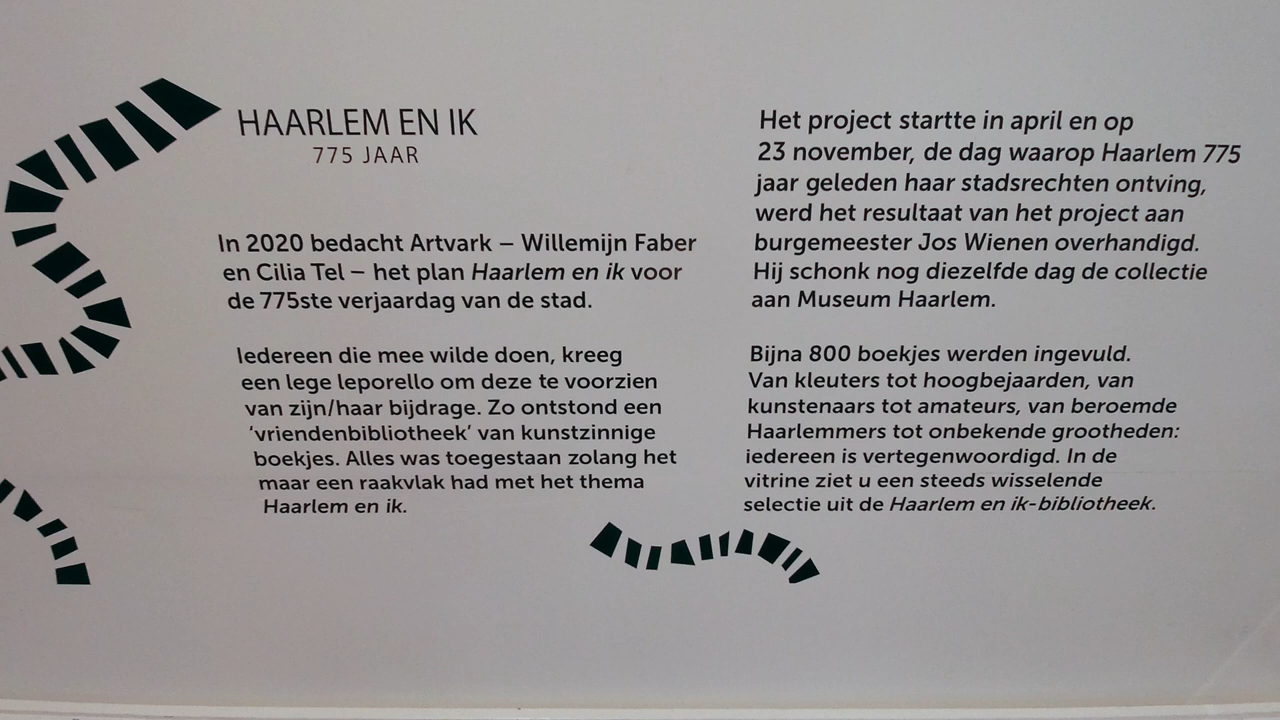 HAARLEM EN IK
775 JAAR
In 2020 bedacht Artvark – Willemijn Faber
en Cilia Tel – het plan Haarlem en ik voor
de 775ste verjaardag van de stad.
Iedereen die mee wilde doen, kreeg
een lege leporello om deze te voorzien
van zijn/haar bijdrage. Zo ontstond een
‘vriendenbibliotheek’ van kunstzinnige
boekjes. Alles was toegestaan zolang het
maar een raakvlak had met het thema
Haarlem en ik.
Het project startte in april en op
23 november, de dag waarop Haarlem 775
jaar geleden haar stadsrechten ontving,
werd het resultaat van het project aan
burgemeester Jos Wienen overhandigd.
Hij schonk nog diezelfde dag de collectie
aan Museum Haarlem.
Bijna 800 boekjes werden ingevuld.
Van kleuters tot hoogbejaarden, van
kunstenaars tot amateurs, van beroemde
Haarlemmers tot onbekende grootheden:
iedereen is vertegenwoordigd. In de
vitrine ziet u een steeds wisselende
selectie uit de Haarlem en ik-bibliotheek.